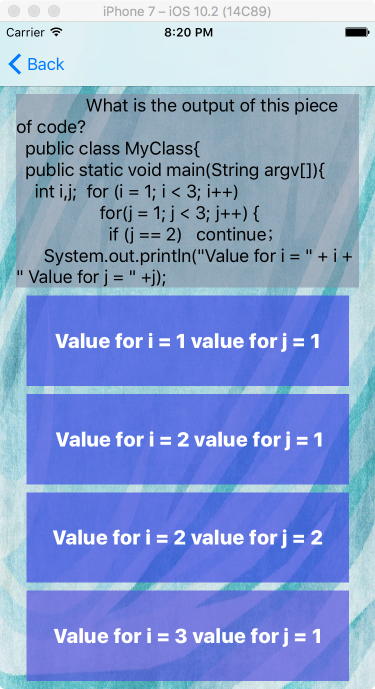 iPhone 7 – iOS 10.2 (14C89)
Carrier 8:20 PM
Back
What is the output of this piece
of code?
public class MyClass{
public static void main(String argv[]){
int i,j;  for (i = 1; i < 3; i++)
for(j = 1; j < 3; j++) {
if (j == 2)   continue;
System.out.println("Value for i = " + i +
" Value for j = " +j);
Value for i = 1 value for j = 1
Value for i = 2 value for j = 1
Value for i = 2 value for j = 2
Value for i = 3 value for j = 1